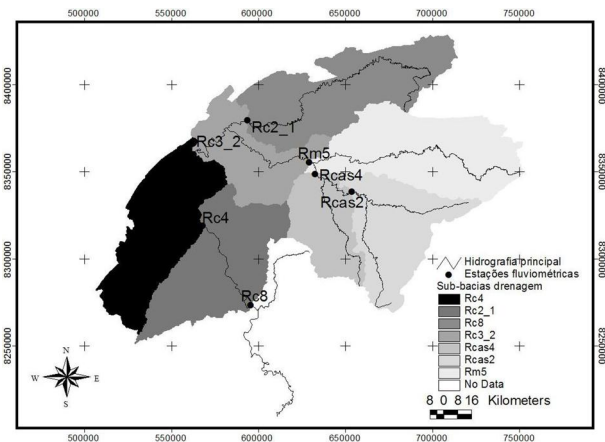 500000 550000 600000 650000 700000 750000
8400000 8400000
Rc2_1
Rc3_2
Rm5
8350000 8350000
Rcas4
Rcas2
Rc4
8300000 8300000
Rc8
8250000 8250000
Hidrografia principal
Estações fluviométricas
Sub-bacias drenagem
Rc4
Rc2_1
Rc8
Rc3_2
Rcas4
Rcas2
Rm5
No Data
8 0 8 16 Kilometers
N
W E
S
500000 550000 600000 650000 700000 750000